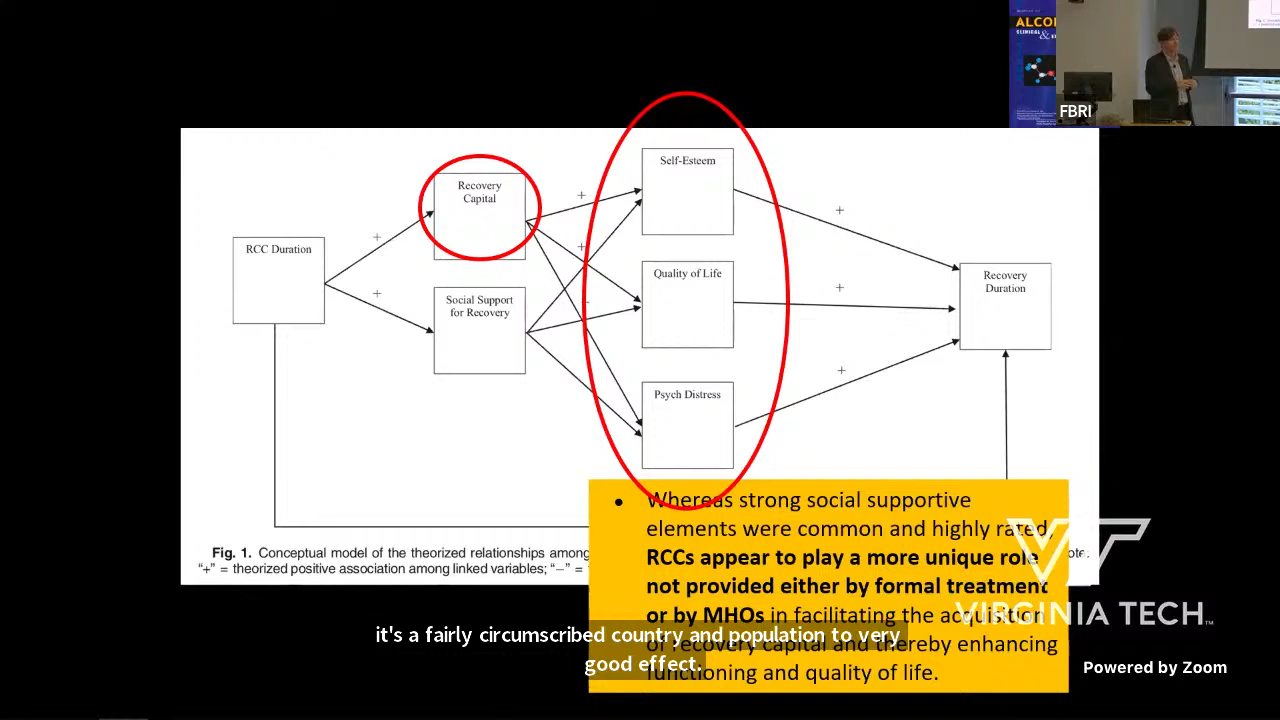 ALCO
CLINICAL
&
FBRI
Self-Esteem
Recovery
Capital
RCC Duration
Quality of Life
Recovery
Duration
Social Support
for Recovery
Psych Distress
+
+
+
+
+
+
+
−
• Whereas strong social supportive
elements were common and highly rated,
RCCs appear to play a more unique role
not provided either by formal treatment
or by MHOs in facilitating the acquisition
of recovery capital and thereby enhancing
functioning and quality of life.
Fig. 1. Conceptual model of the theorized relationships among
"+" = theorized positive association among linked variables; "−" =
ote:
it's a fairly circumscribed country and population to very
good effect.
VT
VIRGINIA TECH™
Powered by Zoom